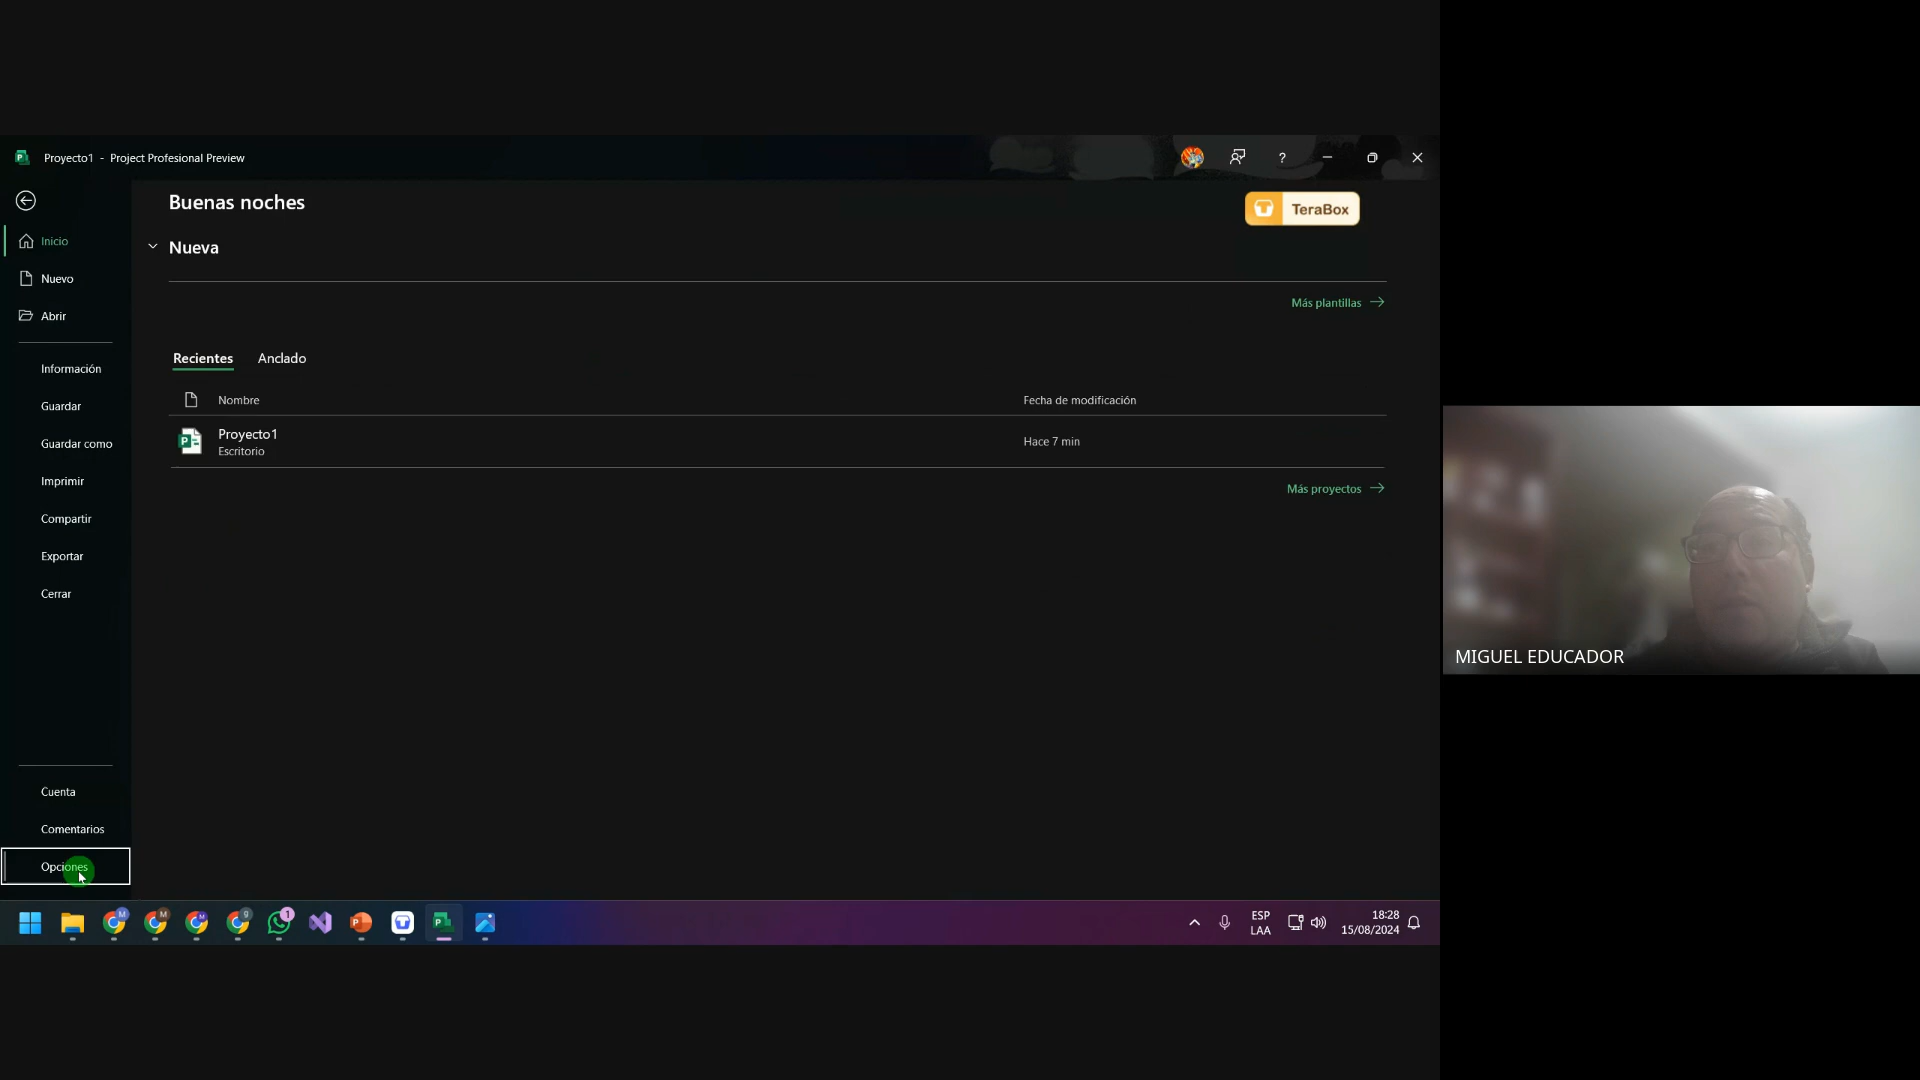 Proyecto1 - Project Profesional Preview
?
Buenas noches
TeraBox
Inicio
Nueva
Nuevo
Más plantillas
Abrir
Recientes Anclado
Información
Nombre Fecha de modificación
Guardar
Proyecto1
Escritorio
Hace 7 min
Guardar como
Imprimir
Más proyectos
Compartir
Exportar
Cerrar
MIGUEL EDUCADOR
Cuenta
Comentarios
Opciones
M M M 9 1 P P
ESP
LAA
18:28
15/08/2024